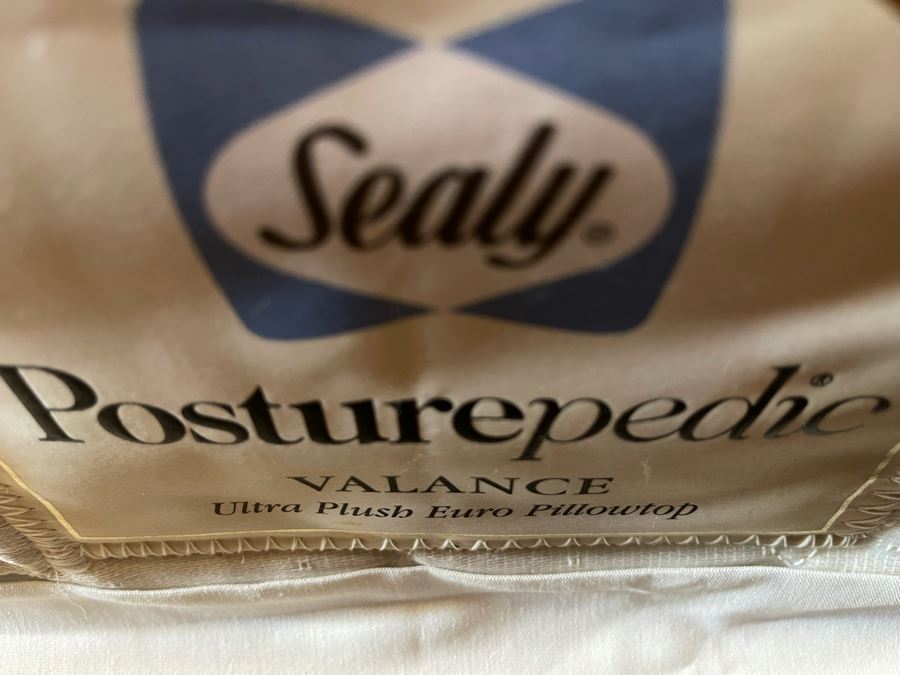 Sealy®
Posturepedic®
VALANCE
Ultra Plush Euro Pillowtop